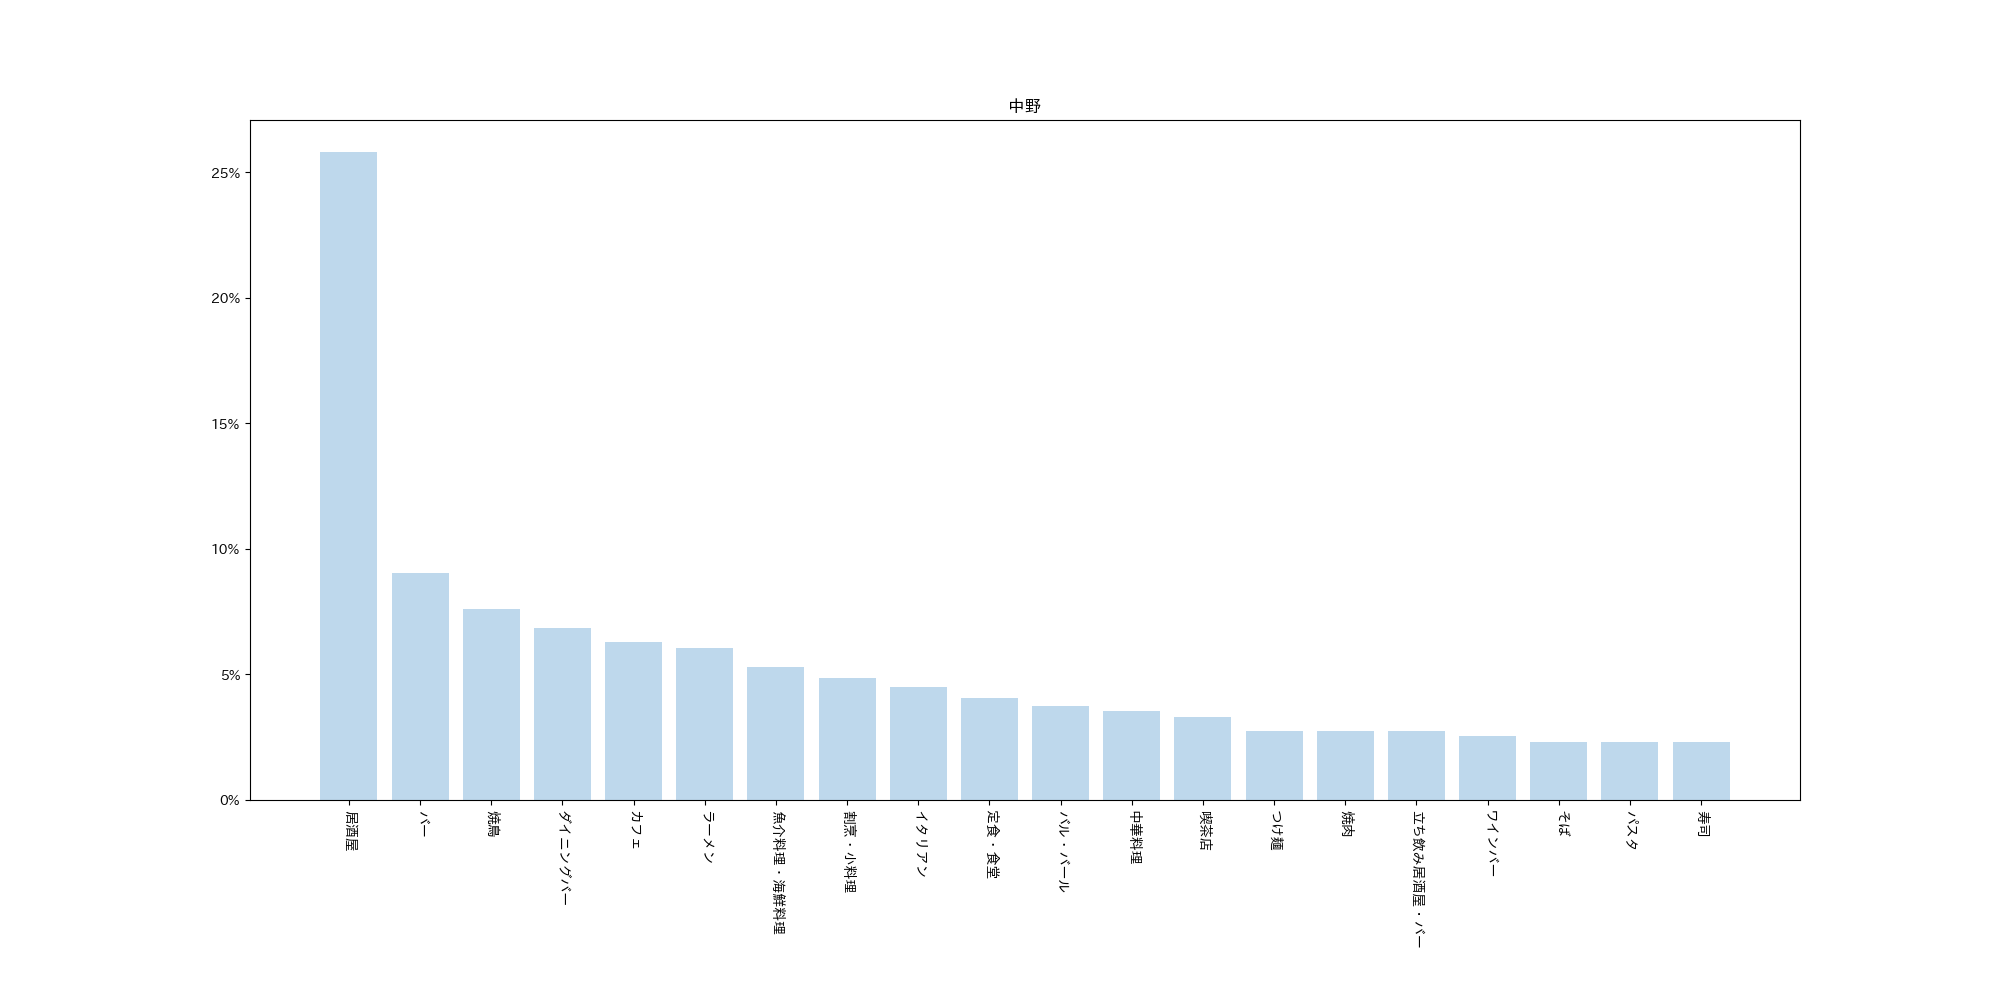 中野
25%
20%
15%
10%
5%
0%
居酒屋
バー
焼鳥
ダイニングバー
カフェ
ラーメン
魚介料理・海鮮料理
割烹・小料理
イタリアン
定食・食堂
バル・バール
中華料理
喫茶店
つけ麺
焼肉
立ち飲み居酒屋・バー
ワインバー
そば
パスタ
寿司